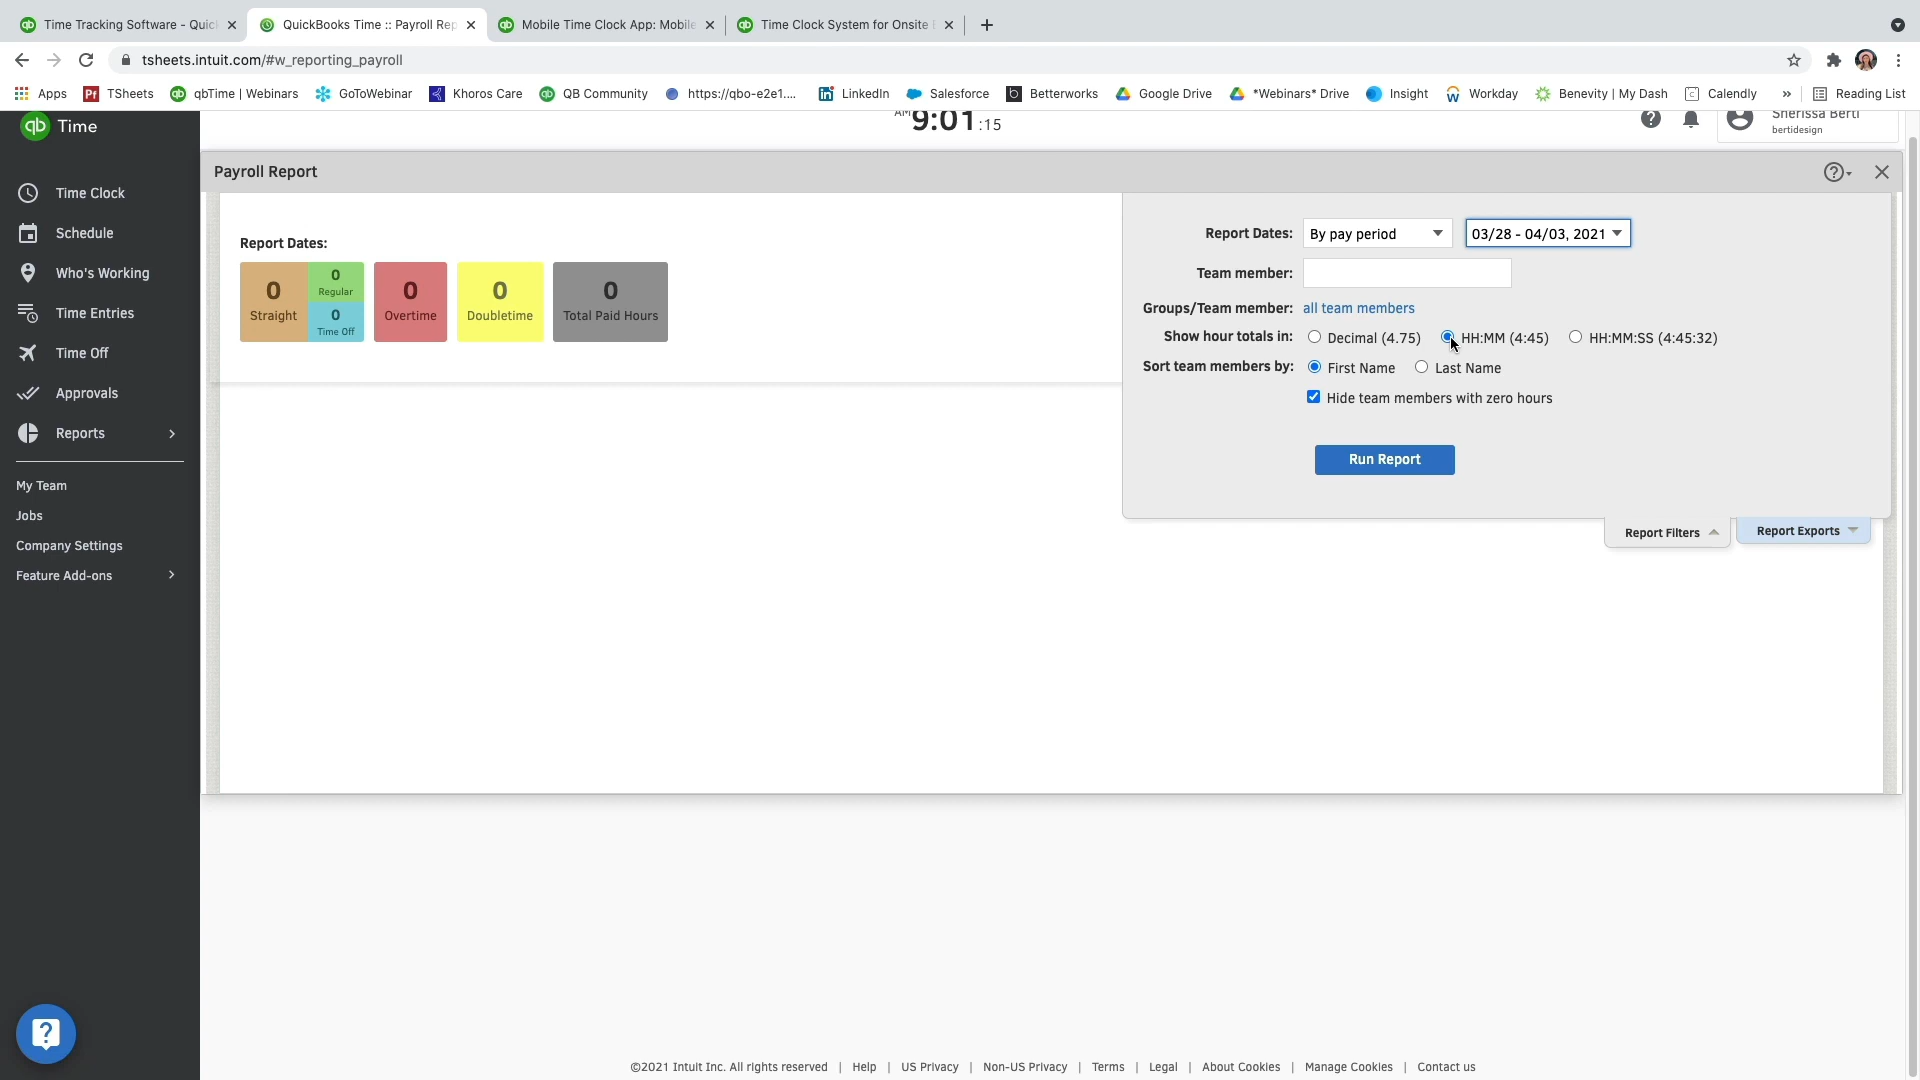 Time Tracking Software - Quick
QuickBooks Time :: Payroll Rep
Mobile Time Clock App: Mobile
Time Clock System for Onsite E
tsheets.intuit.com/#w_reporting_payroll
Apps
Pf TSheets
qb qbTime | Webinars
GoToWebinar
Khoros Care
qb QB Community
https://qbo-e2e1....
in LinkedIn
Salesforce
b Betterworks
Google Drive
*Webinars* Drive
Insight
Workday
Benevity | My Dash
Calendly
»
Reading List
qb Time
AM 9:01 :15
Sherissa Berti
bertidesign
Time Clock
Schedule
Who's Working
Time Entries
Time Off
Approvals
Reports
My Team
Jobs
Company Settings
Feature Add-ons
Payroll Report
Report Dates:
0
Straight
0
Regular
0
Time Off
0
Overtime
0
Doubletime
0
Total Paid Hours
Report Dates: By pay period 03/28 - 04/03, 2021
Team member:
Groups/Team member: all team members
Show hour totals in: Decimal (4.75) HH:MM (4:45) HH:MM:SS (4:45:32)
Sort team members by: First Name Last Name
Hide team members with zero hours
Run Report
Report Filters
Report Exports
©2021 Intuit Inc. All rights reserved | Help | US Privacy | Non-US Privacy | Terms | Legal | About Cookies | Manage Cookies | Contact us